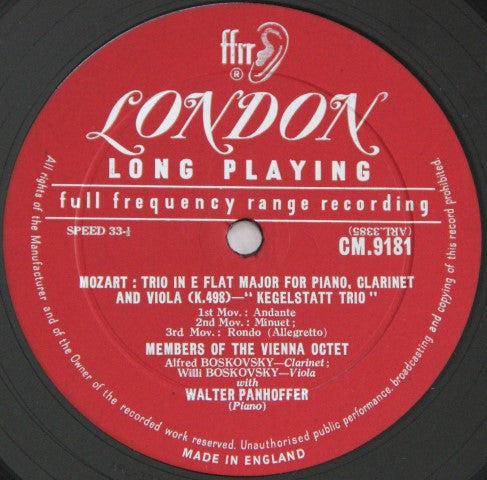 ffrr
®
LONDON
LONG PLAYING
full frequency range recording
SPEED 33-⅓
(ARL.3385)
CM.9181
MOZART : TRIO IN E FLAT MAJOR FOR PIANO, CLARINET
AND VIOLA (K.498)—“ KEGELSTATT TRIO ”
1st Mov. : Andante
2nd Mov. : Minuet ;
3rd Mov. : Rondo (Allegretto)
MEMBERS OF THE VIENNA OCTET
Alfred BOSKOVSKY—Clarinet ;
Willi BOSKOVSKY—Viola
with
WALTER PANHOFFER
(Piano)
All rights of the Manufacturer and of the Owner of the recorded work reserved. Unauthorised public performance, broadcasting and copying of this record prohibited.
MADE IN ENGLAND